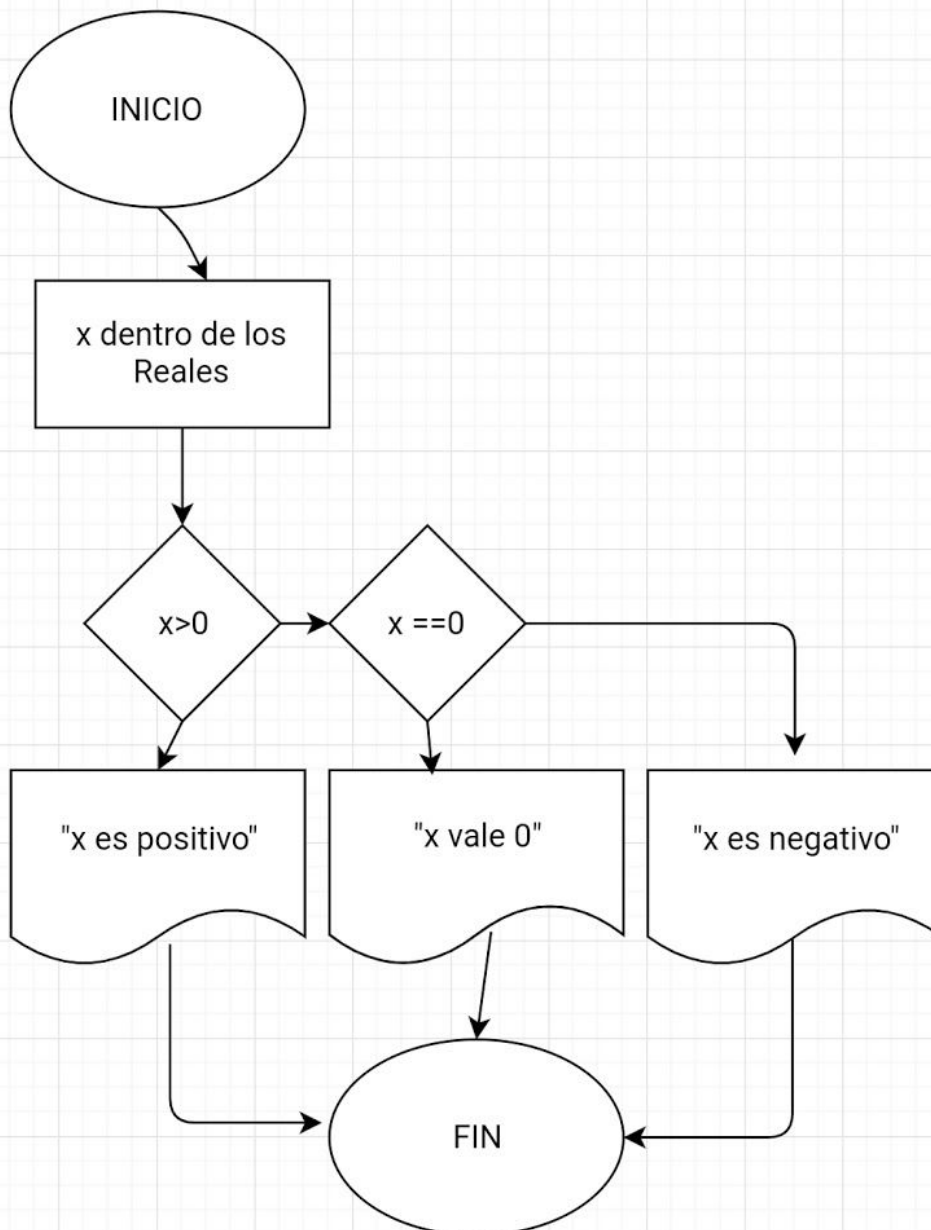 INICIO
x dentro de los
Reales
x>0
x ==0
"x es positivo"
"x vale 0"
"x es negativo"
FIN